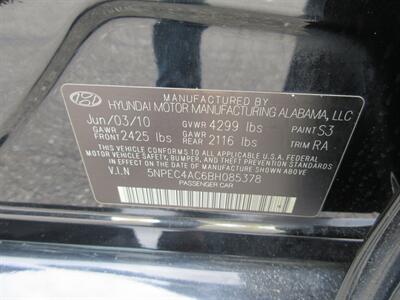 MANUFACTURED BY
HYUNDAI MOTOR MANUFACTURING ALABAMA, LLC
Jun/03/10 GVWR 4299 lbs PAINT S3
GAWR FRONT 2425 lbs GAWR REAR 2116 lbs TRIM RA
THIS VEHICLE CONFORMS TO ALL APPLICABLE U.S.A. FEDERAL
MOTOR VEHICLE SAFETY, BUMPER, AND THEFT PREVENTION STANDARDS
IN EFFECT ON THE DATE OF MANUFACTURE SHOWN ABOVE.
V.I.N 5NPEC4AC6BH085378
PASSENGER CAR